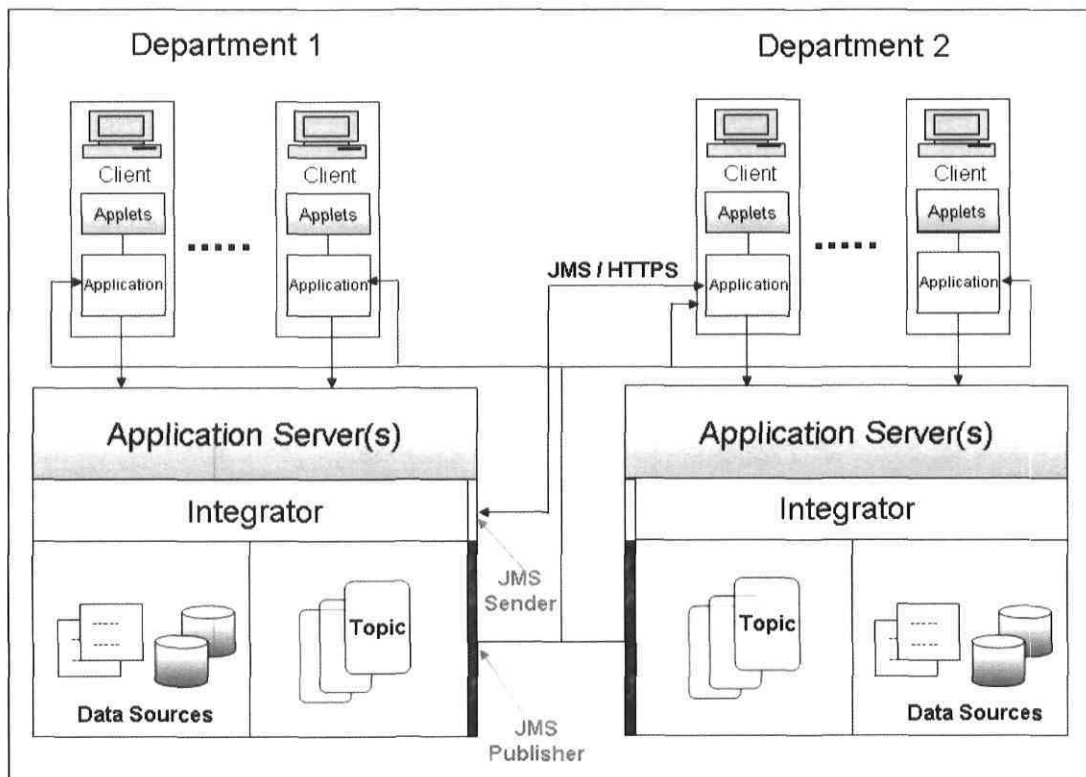 Department 1
Department 2
Client
Client
Client
Client
Applets
Applets
Applets
Applets
JMS / HTTPS
Application
Application
Application
Application
Application Server(s)
Application Server(s)
Integrator
Integrator
JMS
Sender
Topic
Topic
Data Sources
Data Sources
JMS
Publisher